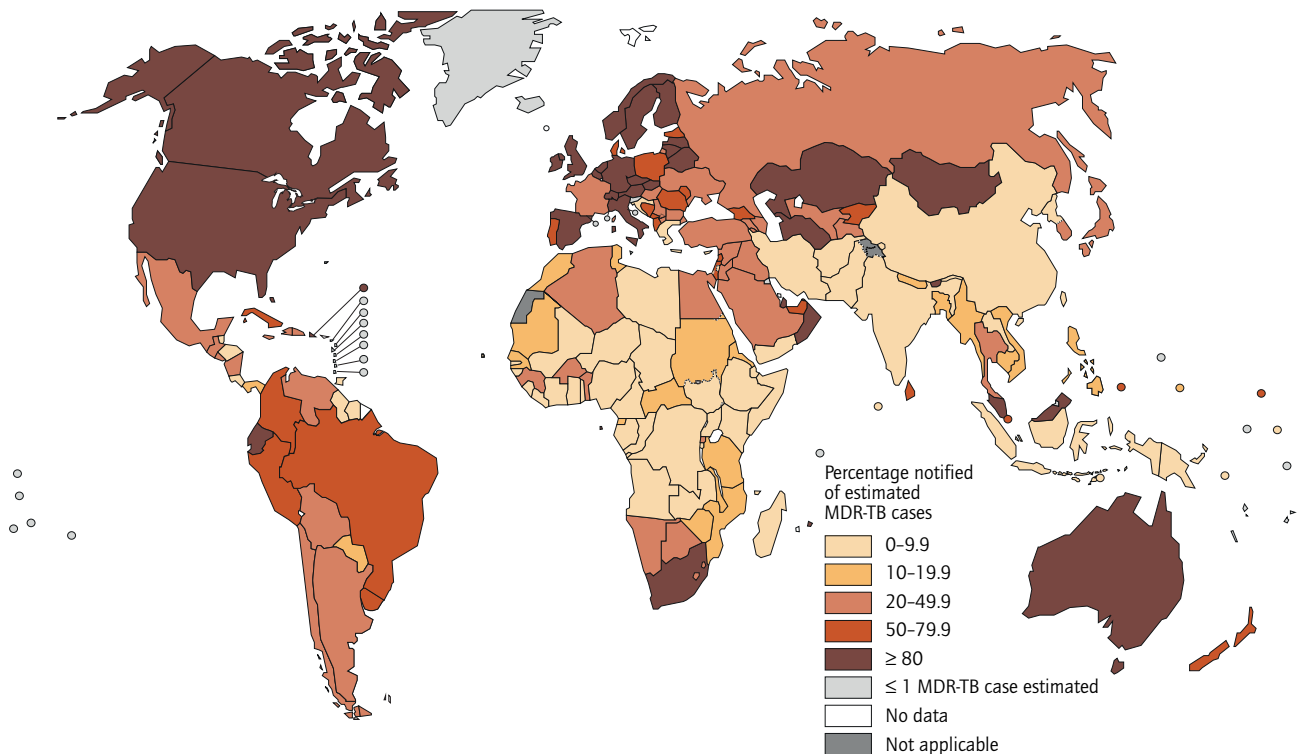 Percentage notified
of estimated
MDR-TB cases
0–9.9
10–19.9
20–49.9
50–79.9
≥ 80
≤ 1 MDR-TB case estimated
No data
Not applicable